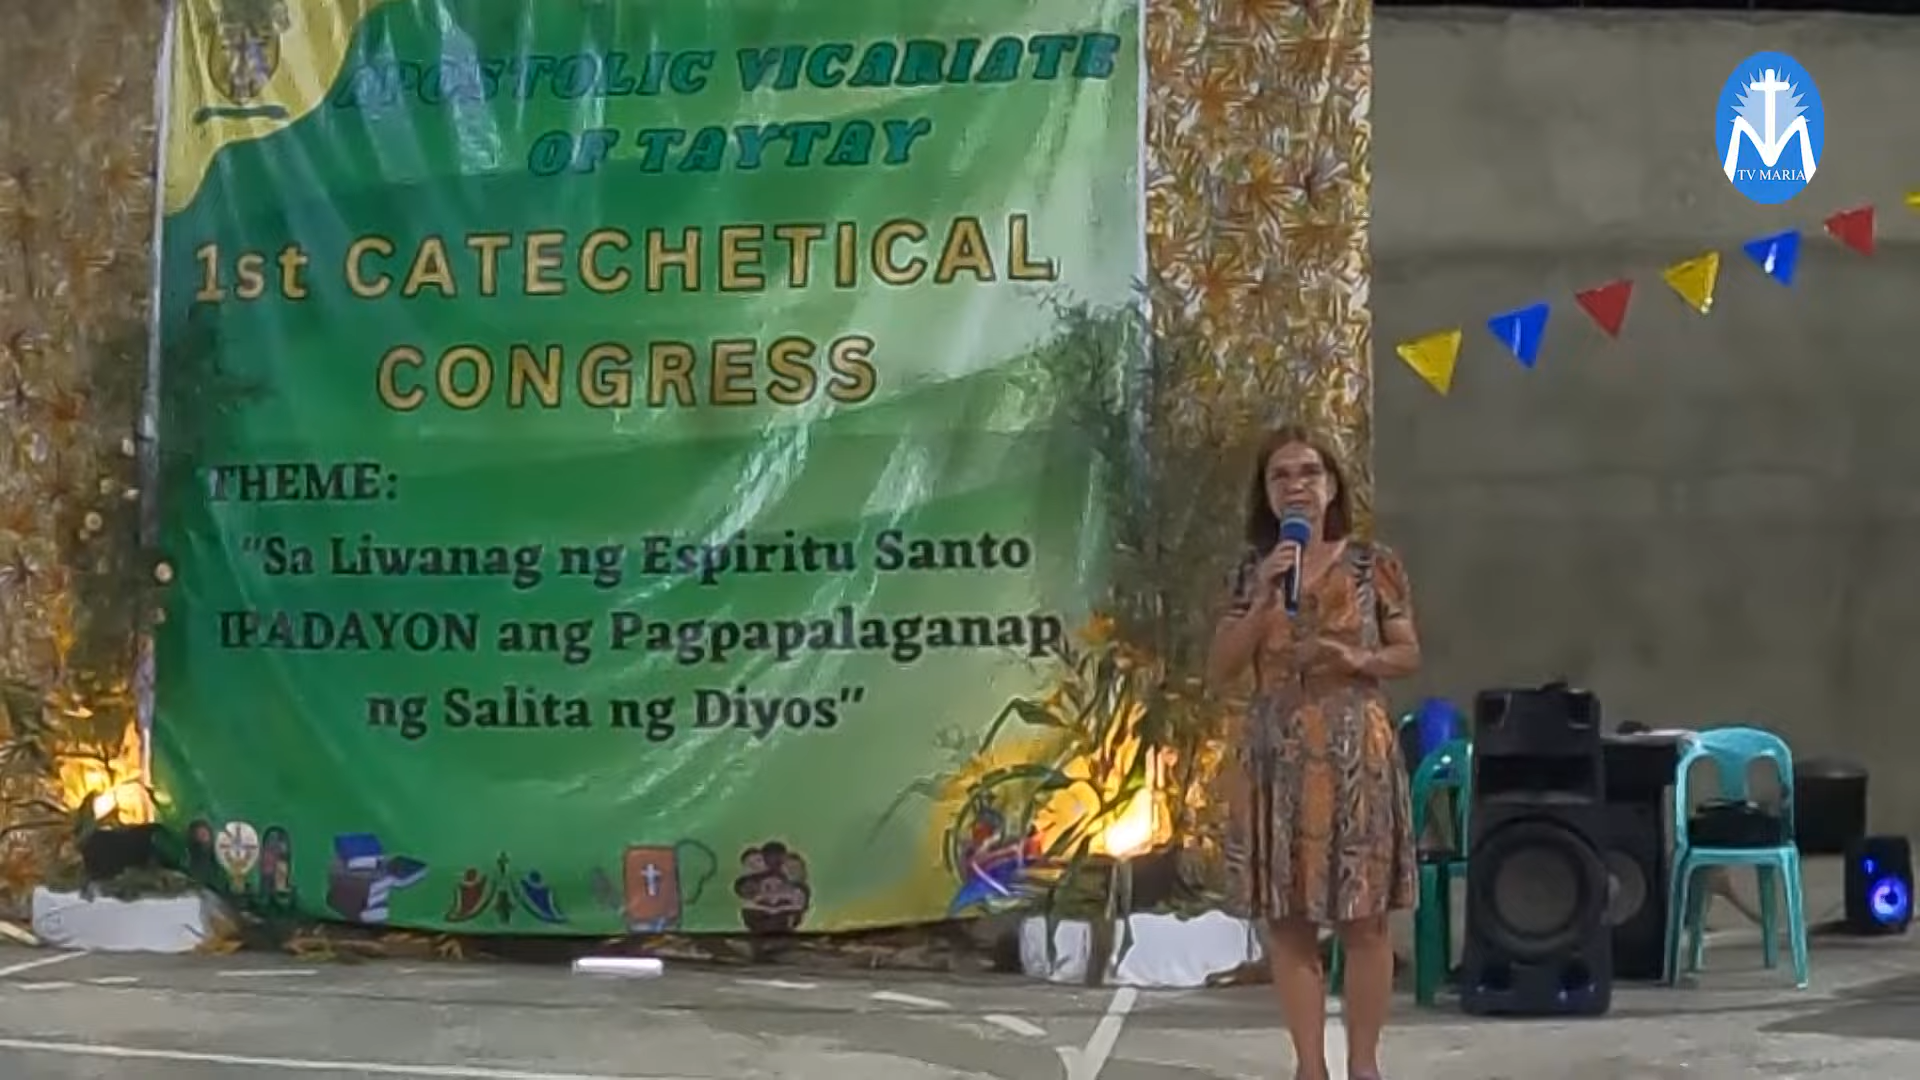 APOSTOLIC VICARIATE
OF TAYTAY
1st CATECHETICAL
CONGRESS
THEME:
"Sa Liwanag ng Espiritu Santo
IPADAYON ang Pagpapalaganap
ng Salita ng Diyos"
TV MARIA